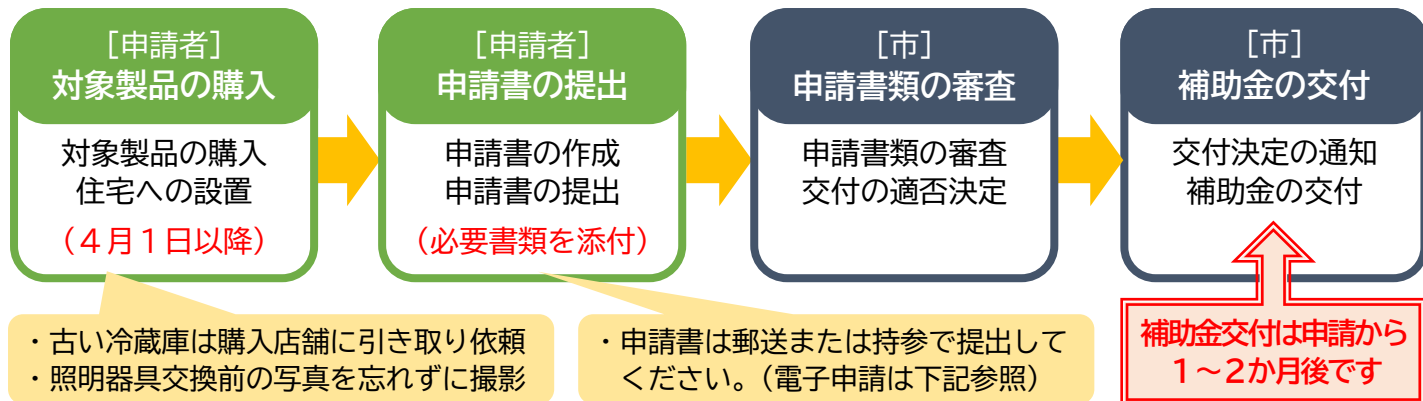 [申請者]
対象製品の購入
対象製品の購入
住宅への設置
（４月１日以降）
[申請者]
申請書の提出
申請書の作成
申請書の提出
（必要書類を添付）
[市]
申請書類の審査
申請書類の審査
交付の適否決定
[市]
補助金の交付
交付決定の通知
補助金の交付
・古い冷蔵庫は購入店舗に引き取り依頼
・照明器具交換前の写真を忘れずに撮影
・申請書は郵送または持参で提出して
ください。（電子申請は下記参照）
補助金交付は申請から
１～２か月後です